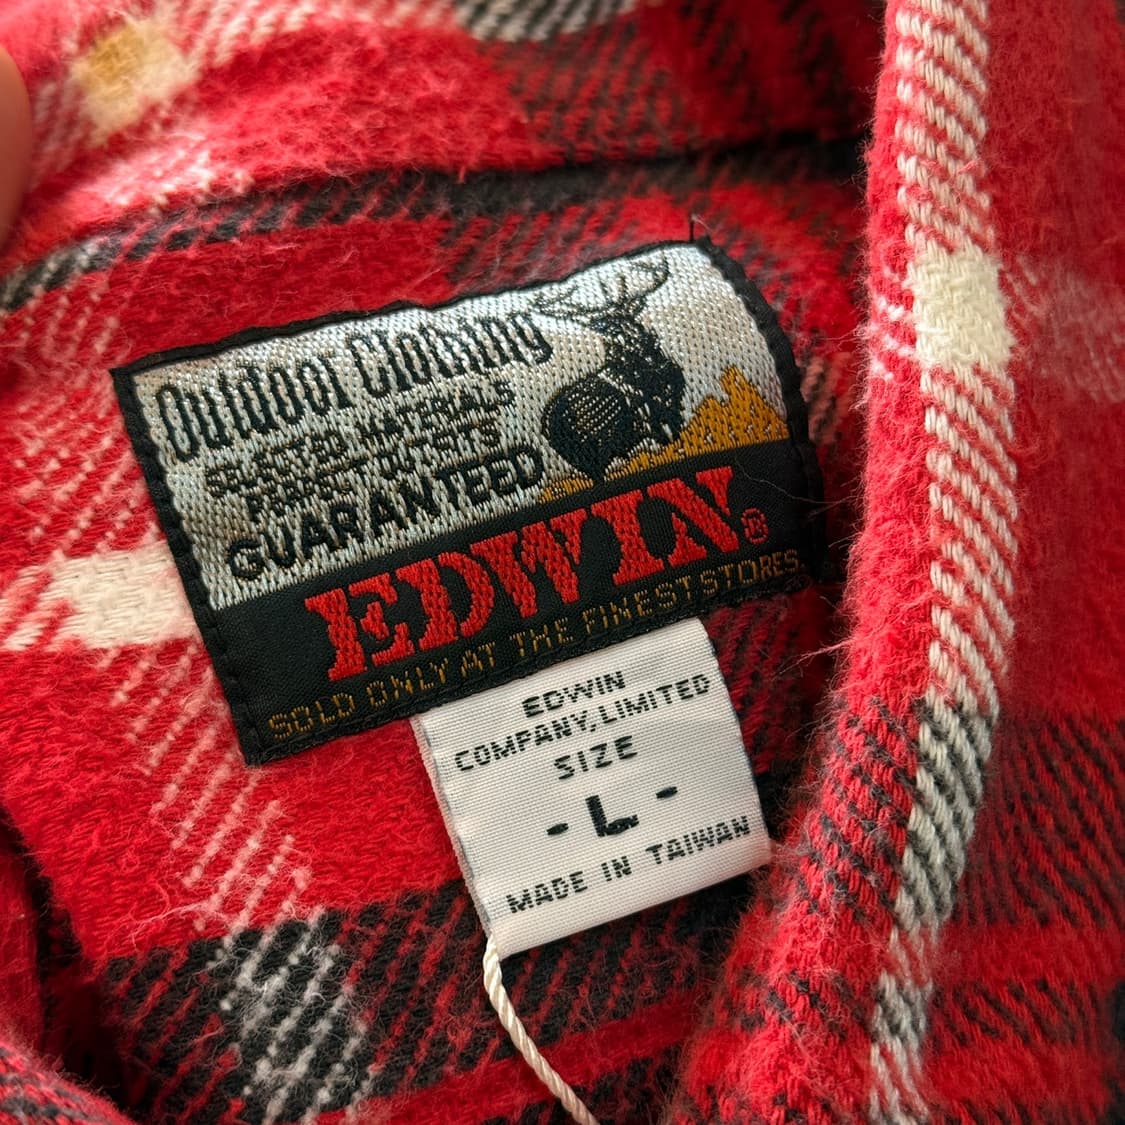 Outdoor Clothing
SELECTED MATERIALS
PERFECT RESULTS
GUARANTEED
EDWIN®
SOLD ONLY AT THE FINEST STORES
EDWIN
COMPANY, LIMITED
SIZE
- L -
MADE IN TAIWAN